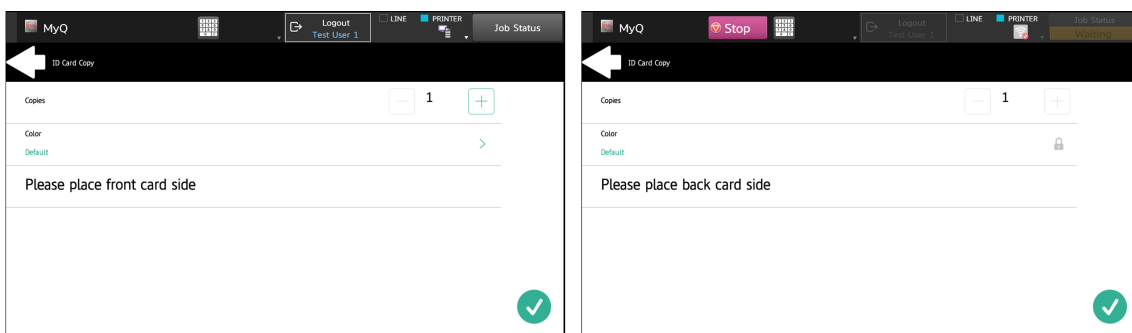 MyQ
Logout
Test User 1
LINE
PRINTER
Job Status
ID Card Copy
Copies
1
Color
Default
Please place front card side
MyQ
Stop
Logout
Test User 1
LINE
PRINTER
Job Status
Waiting
ID Card Copy
Copies
1
Color
Default
Please place back card side